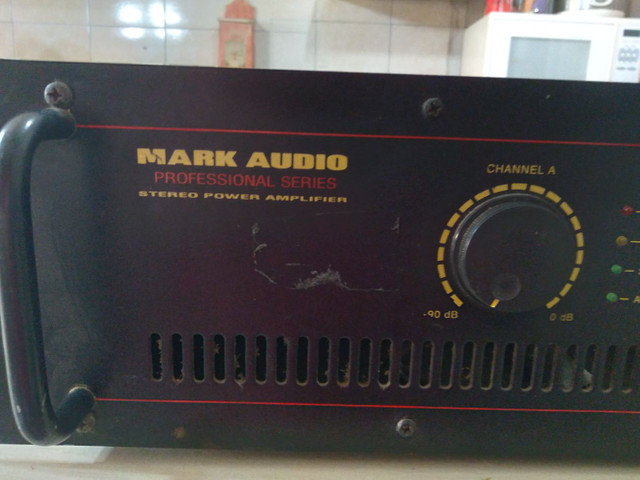 MARK AUDIO
PROFESSIONAL SERIES
STEREO POWER AMPLIFIER
CHANNEL A
-90 dB
0 dB